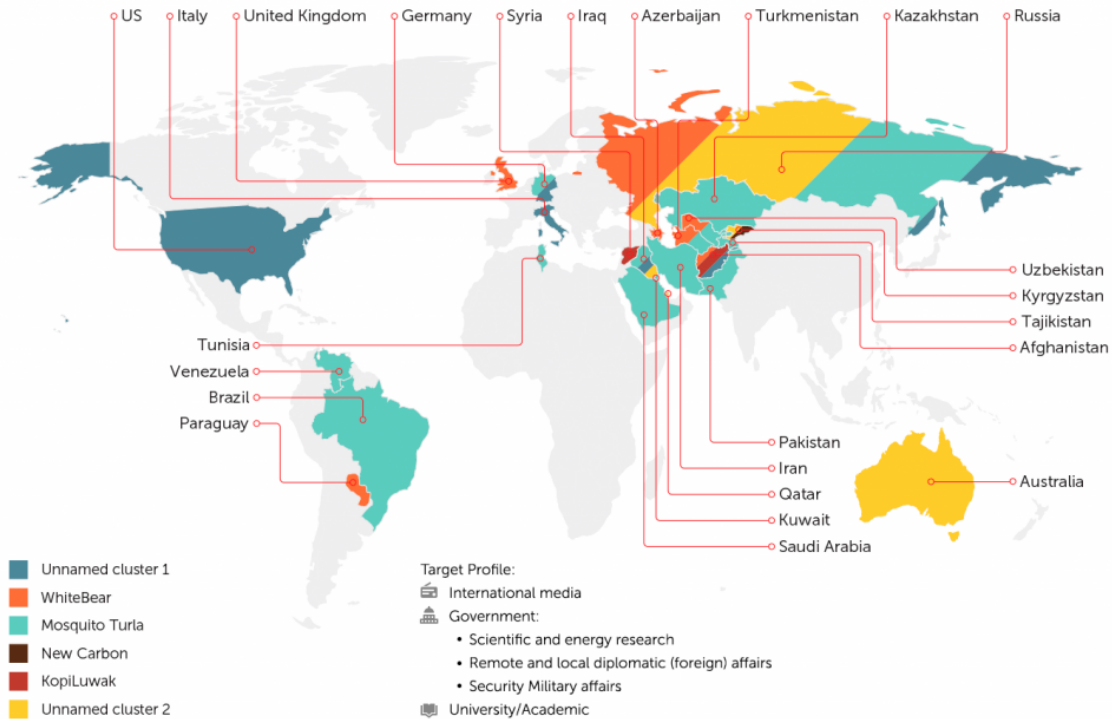 US
Italy
United Kingdom
Germany
Syria
Iraq
Azerbaijan
Turkmenistan
Kazakhstan
Russia
Uzbekistan
Kyrgyzstan
Tajikistan
Afghanistan
Tunisia
Venezuela
Brazil
Paraguay
Pakistan
Iran
Qatar
Kuwait
Saudi Arabia
Australia
Unnamed cluster 1
WhiteBear
Mosquito Turla
New Carbon
KopiLuwak
Unnamed cluster 2
Target Profile:
International media
Government:
• Scientific and energy research
• Remote and local diplomatic (foreign) affairs
• Security Military affairs
University/Academic